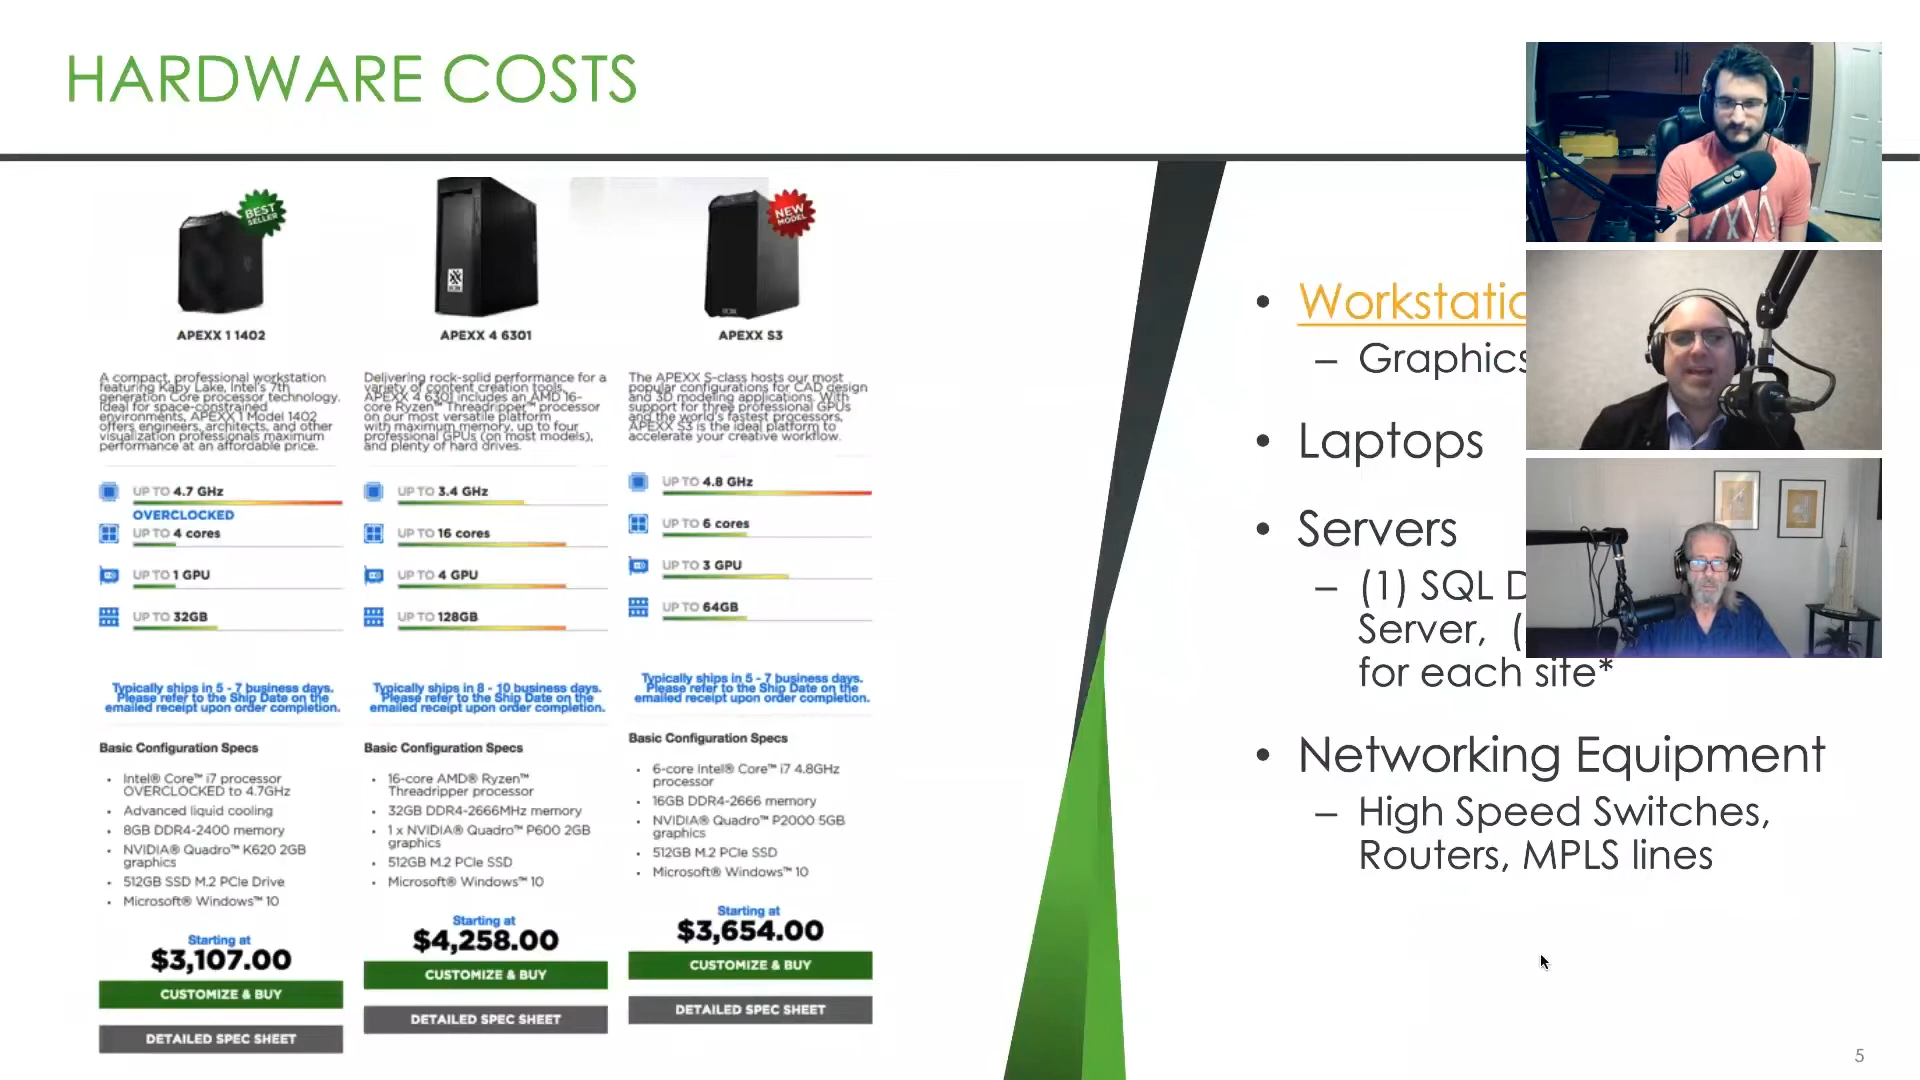 HARDWARE COSTS
BEST
SELLER
NEW
MODEL
APEXX 1 1402
A compact, professional workstation
featuring Kaby Lake, Intel's 7th
generation Core processor technology.
Ideal for space-constrained
environments, APEXX 1 Model 1402
offers engineers, architects, and other
visualization professionals maximum
performance at an affordable price.
UP TO 4.7 GHz
OVERCLOCKED
UP TO 4 cores
UP TO 1 GPU
UP TO 32GB
Typically ships in 5 - 7 business days.
Please refer to the Ship Date on the
emailed receipt upon order completion.
Basic Configuration Specs
• Intel® Core™ i7 processor
OVERCLOCKED to 4.7GHz
• Advanced liquid cooling
• 8GB DDR4-2400 memory
• NVIDIA® Quadro™ K620 2GB
graphics
• 512GB SSD M.2 PCIe Drive
• Microsoft® Windows™ 10
Starting at
$3,107.00
CUSTOMIZE & BUY
DETAILED SPEC SHEET
APEXX 4 6301
Delivering rock-solid performance for a
variety of content creation tools,
APEXX 4 6301 includes an AMD 16-
core Ryzen™ Threadripper™ processor
on our most versatile platform
with maximum memory, up to four
professional GPUs (on most models),
and plenty of hard drives.
UP TO 3.4 GHz
UP TO 16 cores
UP TO 4 GPU
UP TO 128GB
Typically ships in 8 - 10 business days.
Please refer to the Ship Date on the
emailed receipt upon order completion.
Basic Configuration Specs
• 16-core AMD® Ryzen™
Threadripper processor
• 32GB DDR4-2666MHz memory
• 1 x NVIDIA® Quadro™ P600 2GB
graphics
• 512GB M.2 PCIe SSD
• Microsoft® Windows™ 10
Starting at
$4,258.00
CUSTOMIZE & BUY
DETAILED SPEC SHEET
APEXX S3
The APEXX S-class hosts our most
popular configurations for CAD design
and 3D modeling applications. With
support for three professional GPUs
and the world's fastest processors,
APEXX S3 is the ideal platform to
accelerate your creative workflow.
UP TO 4.8 GHz
UP TO 6 cores
UP TO 3 GPU
UP TO 64GB
Typically ships in 5 - 7 business days.
Please refer to the Ship Date on the
emailed receipt upon order completion.
Basic Configuration Specs
• 6-core Intel® Core™ i7 4.8GHz
processor
• 16GB DDR4-2666 memory
• NVIDIA® Quadro™ P2000 5GB
graphics
• 512GB M.2 PCIe SSD
• Microsoft® Windows™ 10
Starting at
$3,654.00
CUSTOMIZE & BUY
DETAILED SPEC SHEET
• Workstatio
– Graphics
• Laptops
• Servers
– (1) SQL D
Server, (
for each site*
• Networking Equipment
– High Speed Switches,
Routers, MPLS lines
5